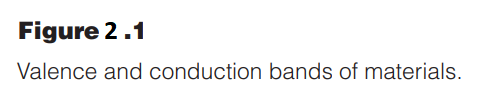 Figure 2.1
Valence and conduction bands of materials.